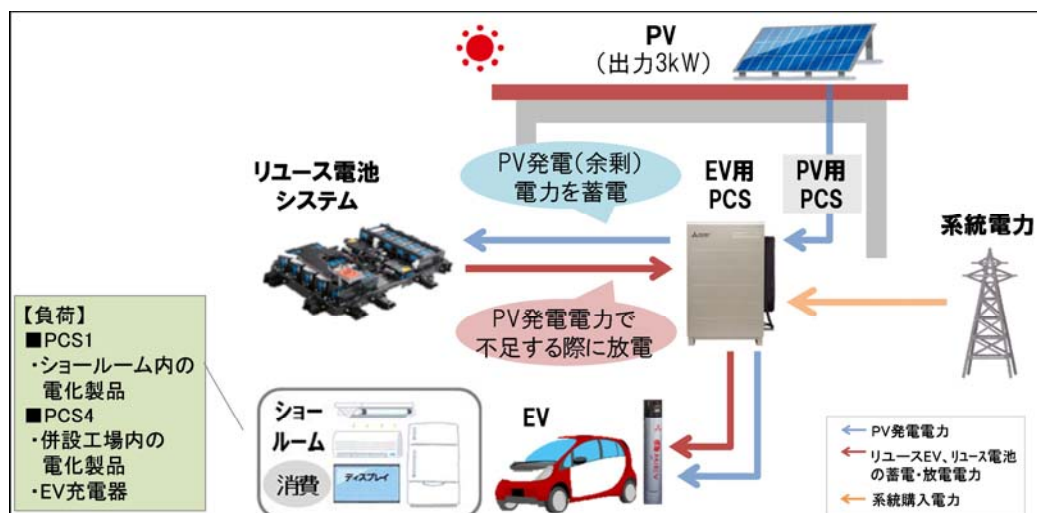 PV
（出力3kW）
PV発電（余剰）
電力を蓄電
EV用
PCS
PV用
PCS
リユース電池
システム
系統電力
PV発電電力で
不足する際に放電
【負荷】
■PCS1
・ショールーム内の
電化製品
■PCS4
・併設工場内の
電化製品
・EV充電器
ショー
ルーム
消費
ディスプレイ
EV
PV発電電力
リユースEV、リユース電池
の蓄電・放電電力
系統購入電力